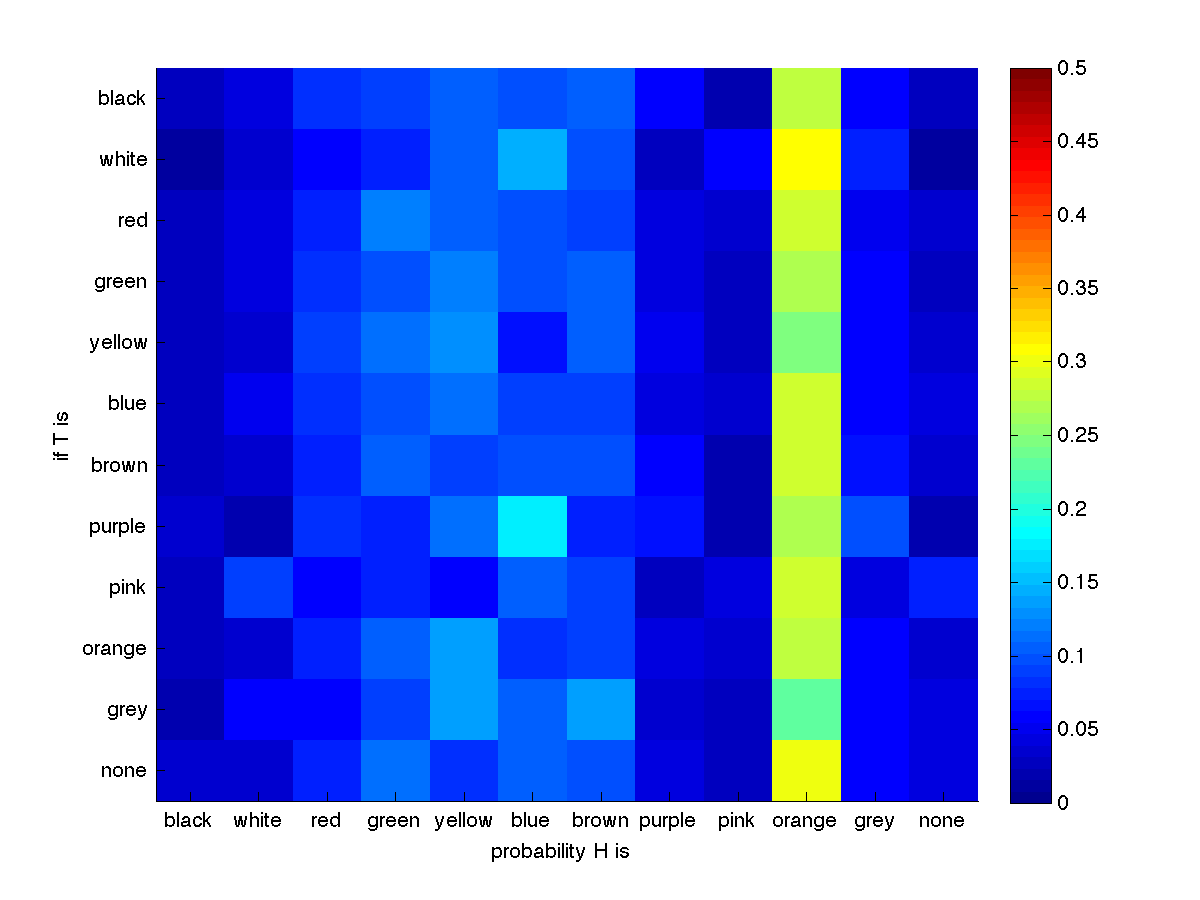 black
white
red
green
yellow
blue
brown
purple
pink
orange
grey
none
if T is
black white red green yellow blue brown purple pink orange grey none
probability H is
0.5
0.45
0.4
0.35
0.3
0.25
0.2
0.15
0.1
0.05
0